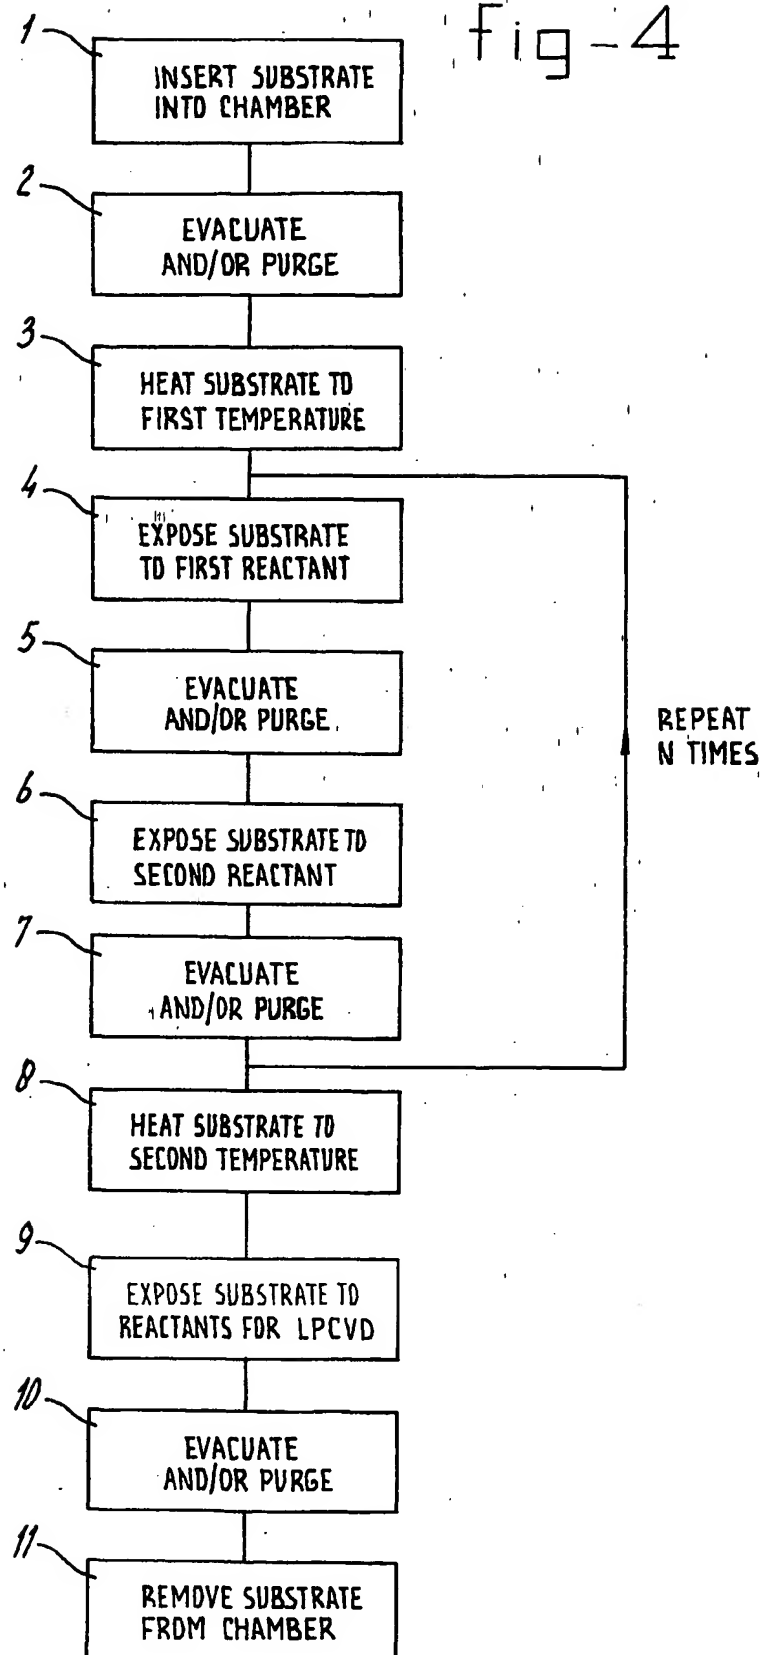 fig-4
1
INSERT SUBSTRATE
INTO CHAMBER
2
EVACUATE
AND/OR PURGE
3
HEAT SUBSTRATE TO
FIRST TEMPERATURE
4
EXPOSE SUBSTRATE
TO FIRST REACTANT
5
EVACUATE
AND/OR PURGE
REPEAT
N TIMES
6
EXPOSE SUBSTRATE TO
SECOND REACTANT
7
EVACUATE
AND/OR PURGE
8
HEAT SUBSTRATE TO
SECOND TEMPERATURE
9
EXPOSE SUBSTRATE TO
REACTANTS FOR LPCVD
10
EVACUATE
AND/OR PURGE
11
REMOVE SUBSTRATE
FROM CHAMBER